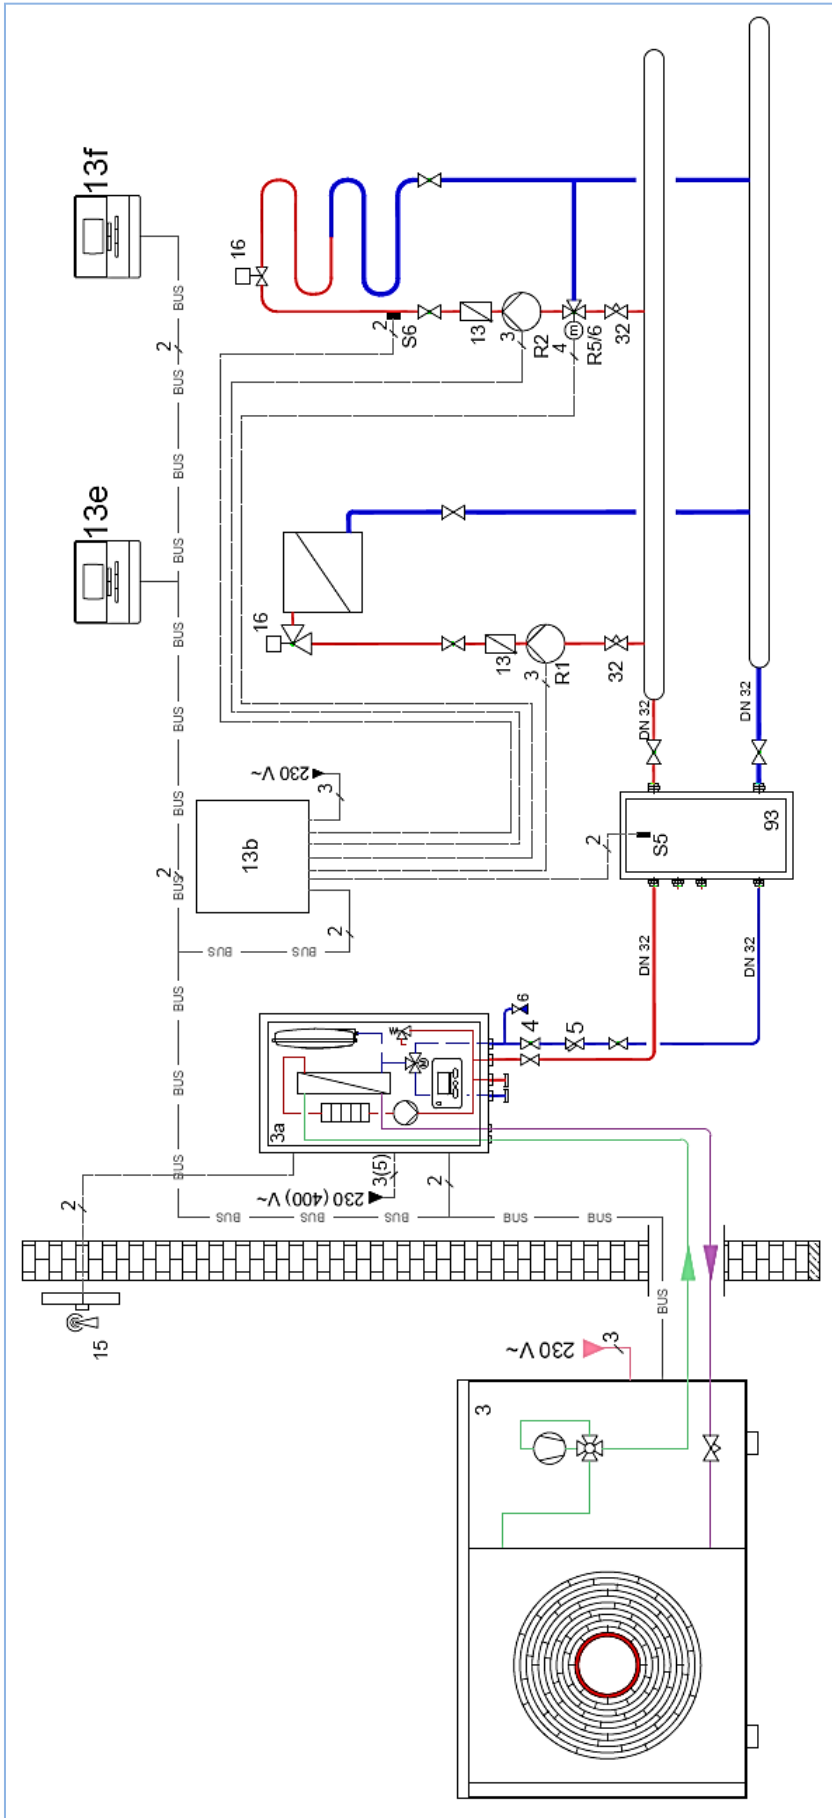 13f
BUS
2
BUS
BUS
BUS
13e
BUS
BUS
BUS
2
BUS
BUS
BUS
BUS
BUS
2
16
2
S6
13
3
R2
4
R5/6
32
16
13
3
R1
32
DN 32
DN 32
230 V~
3
13b
2
S5
93
DN 32
DN 32
6
4
5
3a
M
m
230 (400) V~
3(5)
2
2
BUS
BUS
BUS
BUS
BUS
BUS
15
230 V~
3
3